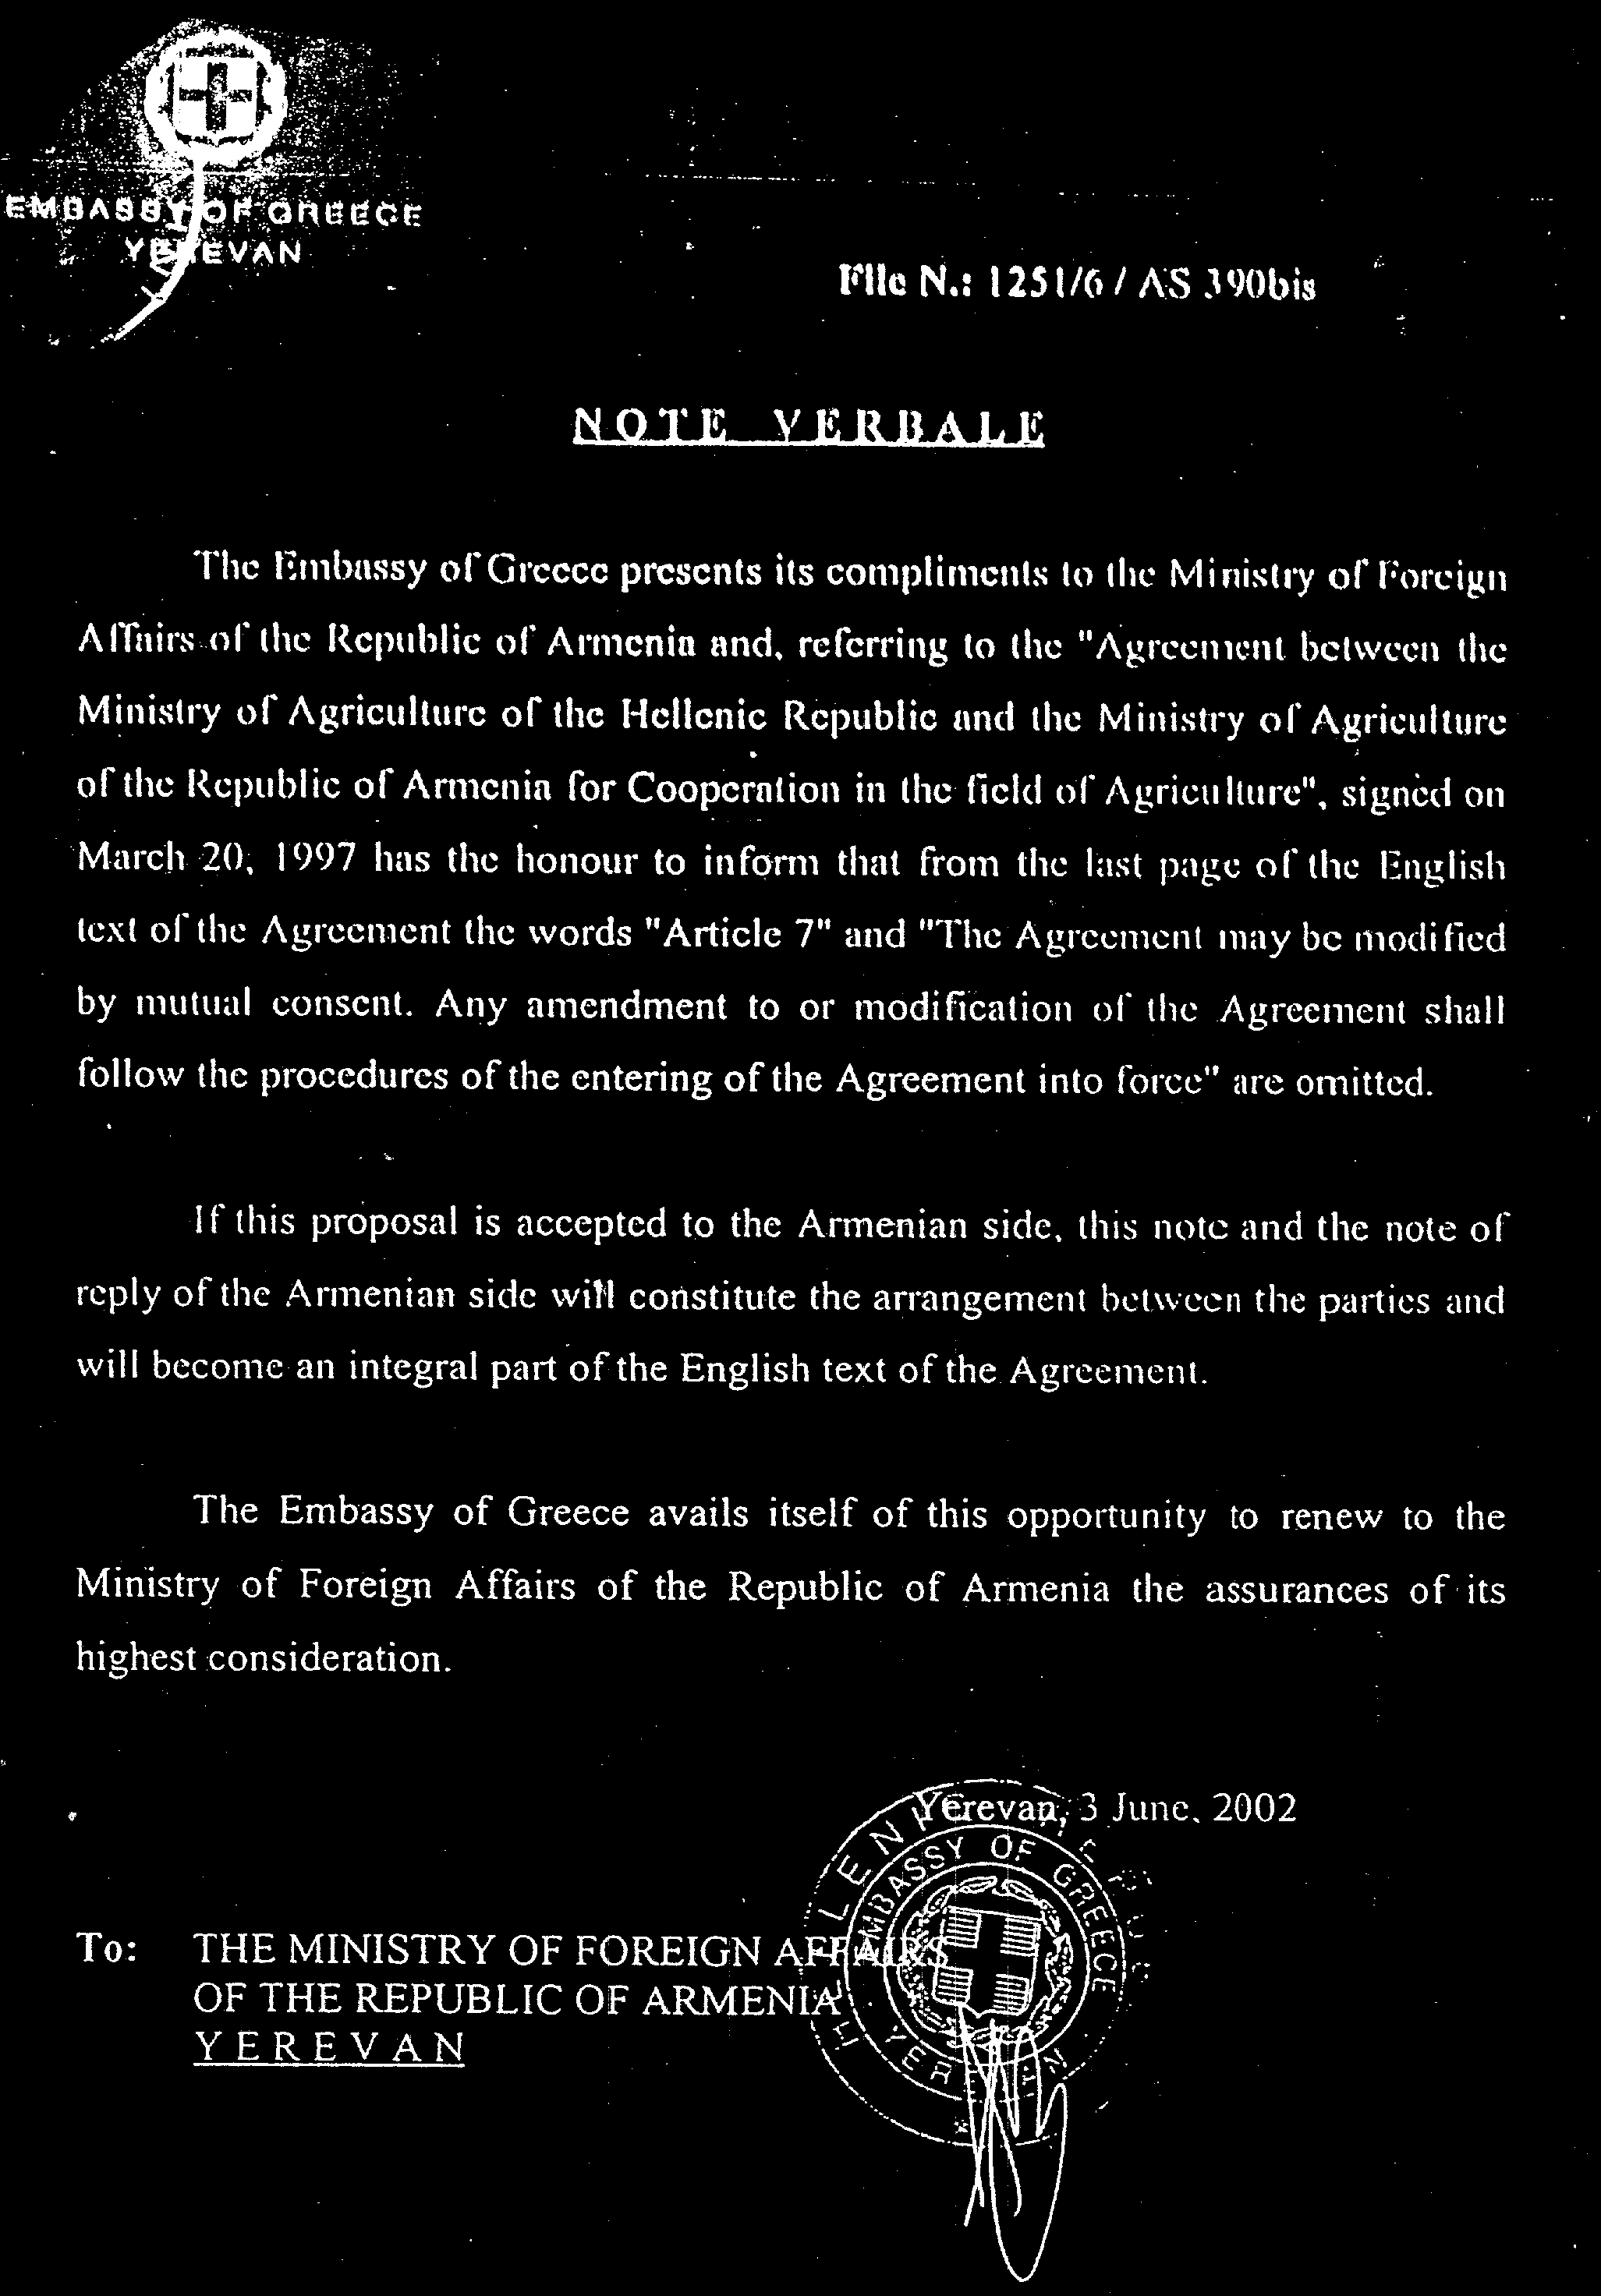 EMBASSY OF GREECE
YEREVAN
File N.: 1251/6 / AS 390bis
NOTE VERBALE
The Embassy of Greece presents its compliments to the Ministry of Foreign
Affairs of the Republic of Armenia and, referring to the "Agreement between the
Ministry of Agriculture of the Hellenic Republic and the Ministry of Agriculture
of the Republic of Armenia for Cooperation in the field of Agriculture", signed on
March 20, 1997 has the honour to inform that from the last page of the English
text of the Agreement the words "Article 7" and "The Agreement may be modified
by mutual consent. Any amendment to or modification of the Agreement shall
follow the procedures of the entering of the Agreement into force" are omitted.
If this proposal is accepted to the Armenian side, this note and the note of
reply of the Armenian side will constitute the arrangement between the parties and
will become an integral part of the English text of the Agreement.
The Embassy of Greece avails itself of this opportunity to renew to the
Ministry of Foreign Affairs of the Republic of Armenia the assurances of its
highest consideration.
Yerevan, 3 June, 2002
EMBASSY OF GREECE
YEREVAN
To: THE MINISTRY OF FOREIGN AFFAIRS
OF THE REPUBLIC OF ARMENIA
YEREVAN